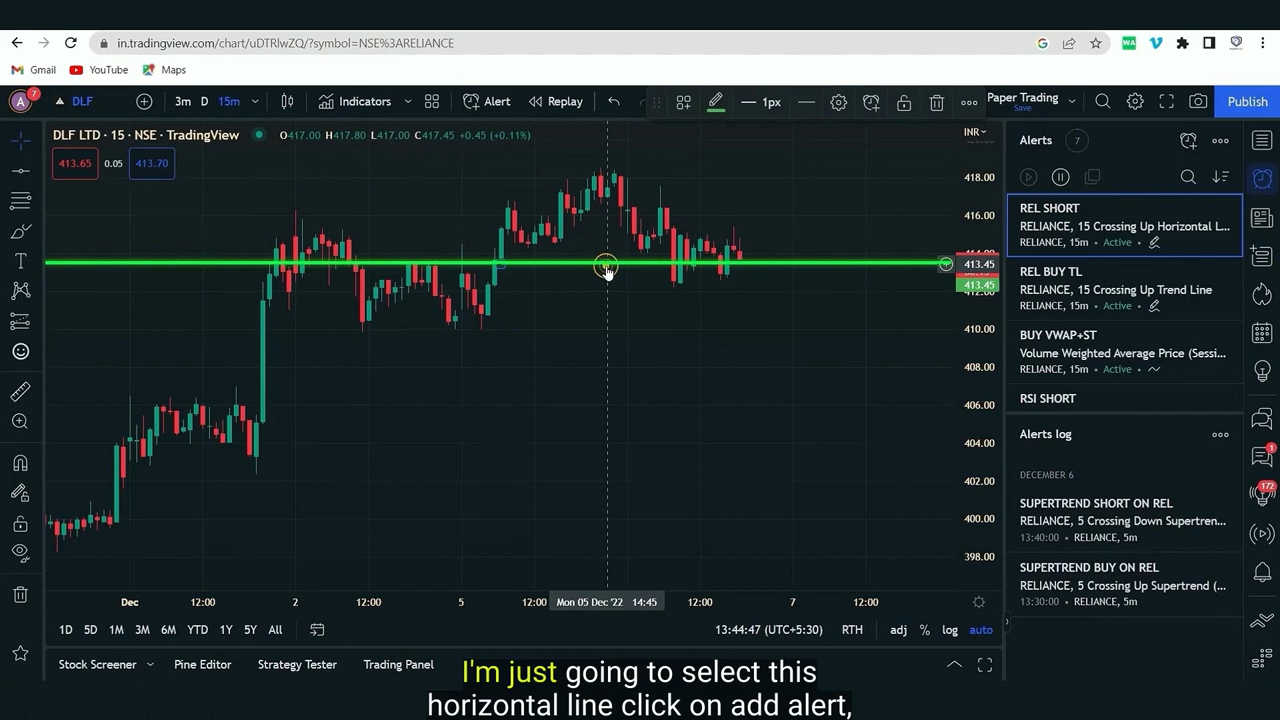 in.tradingview.com/chart/uDTRlwZQ/?symbol=NSE%3ARELIANCE
WA
Gmail YouTube Maps
A 7 DLF 3m D 15m Indicators Alert Replay 1px Paper Trading Save Publish
DLF LTD · 15 · NSE · TradingView O417.00 H417.80 L417.00 C417.45 +0.45 (+0.11%) INR
413.65 0.05 413.70
418.00
416.00
413.45
413.45
410.00
408.00
406.00
404.00
402.00
400.00
398.00
Dec 12:00 2 12:00 5 12:00 Mon 05 Dec '22 14:45 12:00 7 12:00
1D 5D 1M 3M 6M YTD 1Y 5Y All 13:44:47 (UTC+5:30) RTH adj % log auto
Stock Screener Pine Editor Strategy Tester Trading Panel
Alerts 7
REL SHORT
RELIANCE, 15 Crossing Up Horizontal L...
RELIANCE, 15m • Active •
REL BUY TL
RELIANCE, 15 Crossing Up Trend Line
RELIANCE, 15m • Active •
BUY VWAP+ST
Volume Weighted Average Price (Sessi...
RELIANCE, 15m • Active •
RSI SHORT
Alerts log
DECEMBER 6
SUPERTREND SHORT ON REL
RELIANCE, 5 Crossing Down Supertren...
13:40:00 • RELIANCE, 5m
SUPERTREND BUY ON REL
RELIANCE, 5 Crossing Up Supertrend (...
13:30:00 • RELIANCE, 5m
1
172
I'm just going to select this
horizontal line click on add alert,